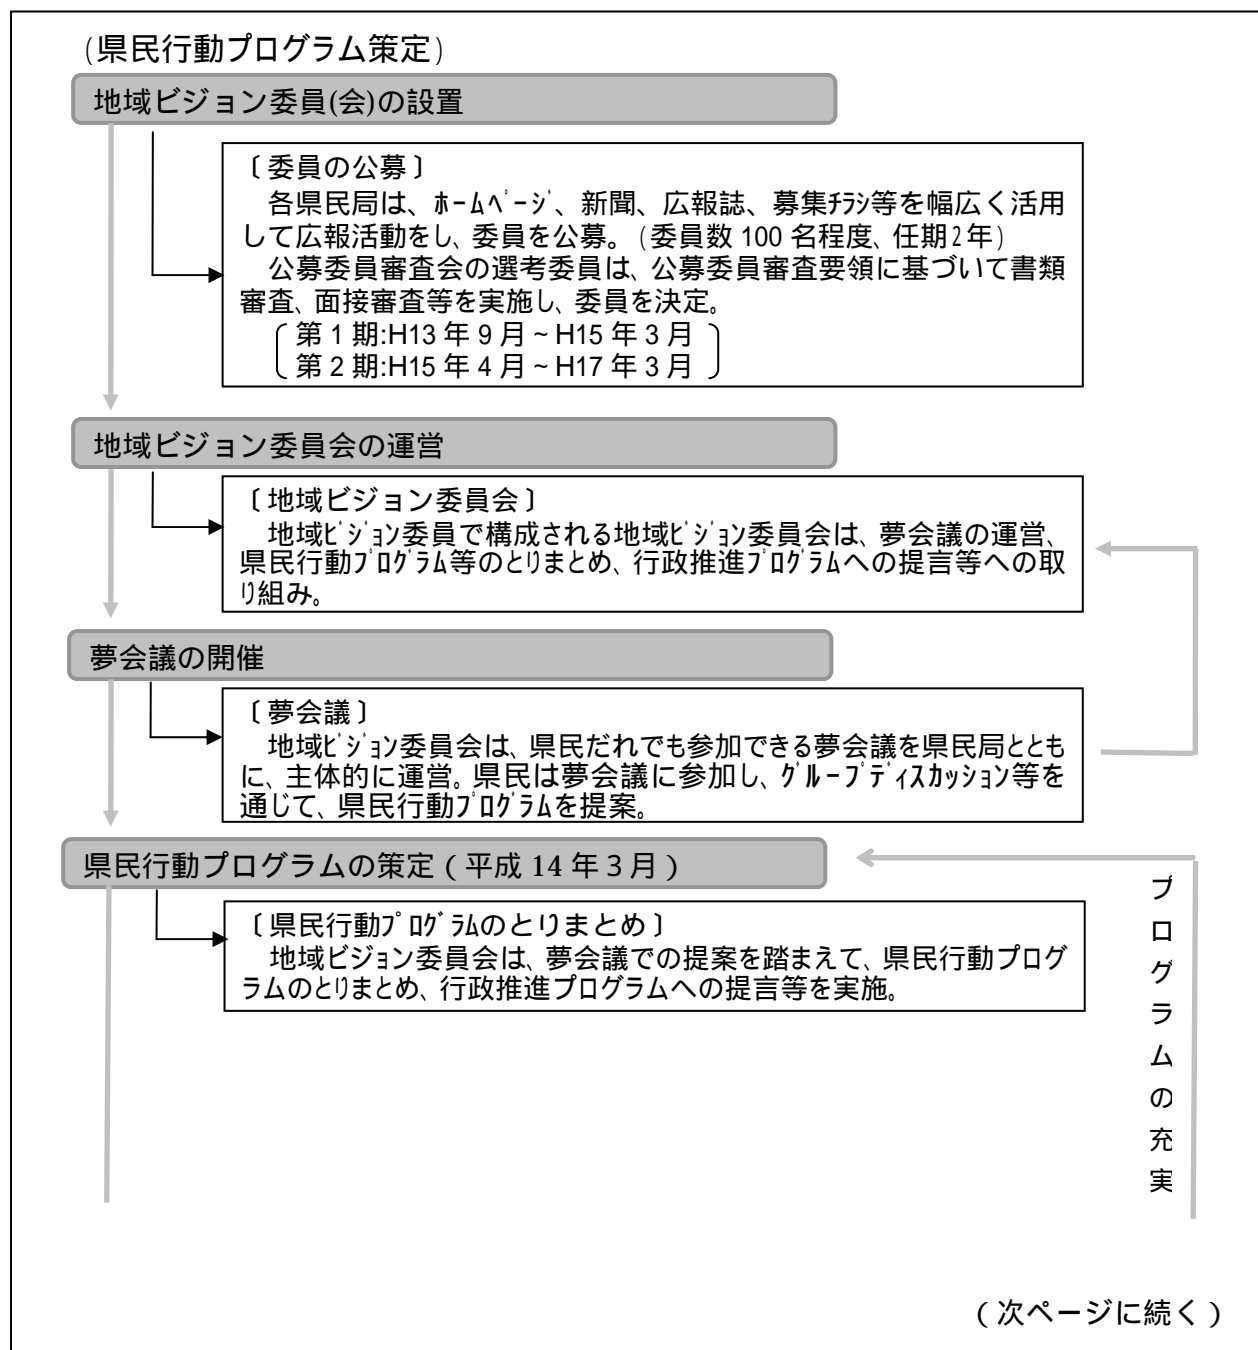 (県民行動プログラム策定)
地域ビジョン委員(会)の設置
〔委員の公募〕
各県民局は、ﾎｰﾑﾍﾟｰｼﾞ、新聞、広報誌、募集ﾁﾗｼ等を幅広く活用
して広報活動をし、委員を公募。(委員数 100 名程度、任期2年)
公募委員審査会の選考委員は、公募委員審査要領に基づいて書類
審査、面接審査等を実施し、委員を決定。
第 1 期:H13 年 9 月 ~ H15 年 3 月
第 2 期:H15 年 4 月 ~ H17 年 3 月
地域ビジョン委員会の運営
〔地域ビジョン委員会〕
地域ﾋﾞｼﾞｮﾝ委員で構成される地域ﾋﾞｼﾞｮﾝ委員会は、夢会議の運営、
県民行動ﾌﾟﾛｸﾞﾗﾑ等のとりまとめ、行政推進ﾌﾟﾛｸﾞﾗﾑへの提言等への取
り組み。
夢会議の開催
〔夢会議〕
地域ﾋﾞｼﾞｮﾝ委員会は、県民だれでも参加できる夢会議を県民局ととも
に、主体的に運営。県民は夢会議に参加し、ｸﾞﾙｰﾌﾟﾃﾞｨｽｶｯｼｮﾝ等を
通じて、県民行動ﾌﾟﾛｸﾞﾗﾑを提案。
県民行動プログラムの策定(平成 14 年 3 月)
〔県民行動ﾌﾟﾛｸﾞﾗﾑのとりまとめ〕
地域ビジョン委員会は、夢会議での提案を踏まえて、県民行動プログ
ラムのとりまとめ、行政推進プログラムへの提言等を実施。
プログラムの充実
(次ページに続く)